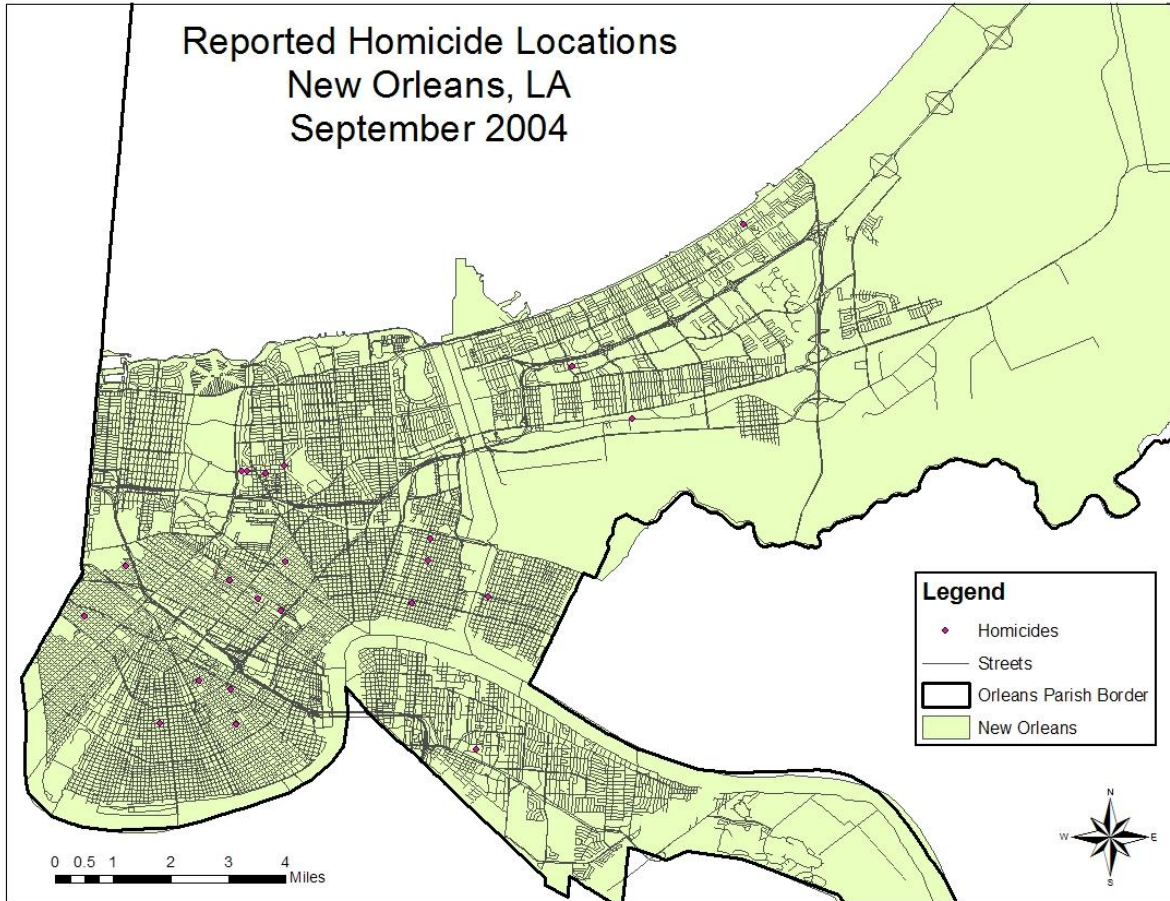 Reported Homicide Locations
New Orleans, LA
September 2004
Legend
Homicides
Streets
Orleans Parish Border
New Orleans
0 0.5 1 2 3 4
Miles
N
W E
S